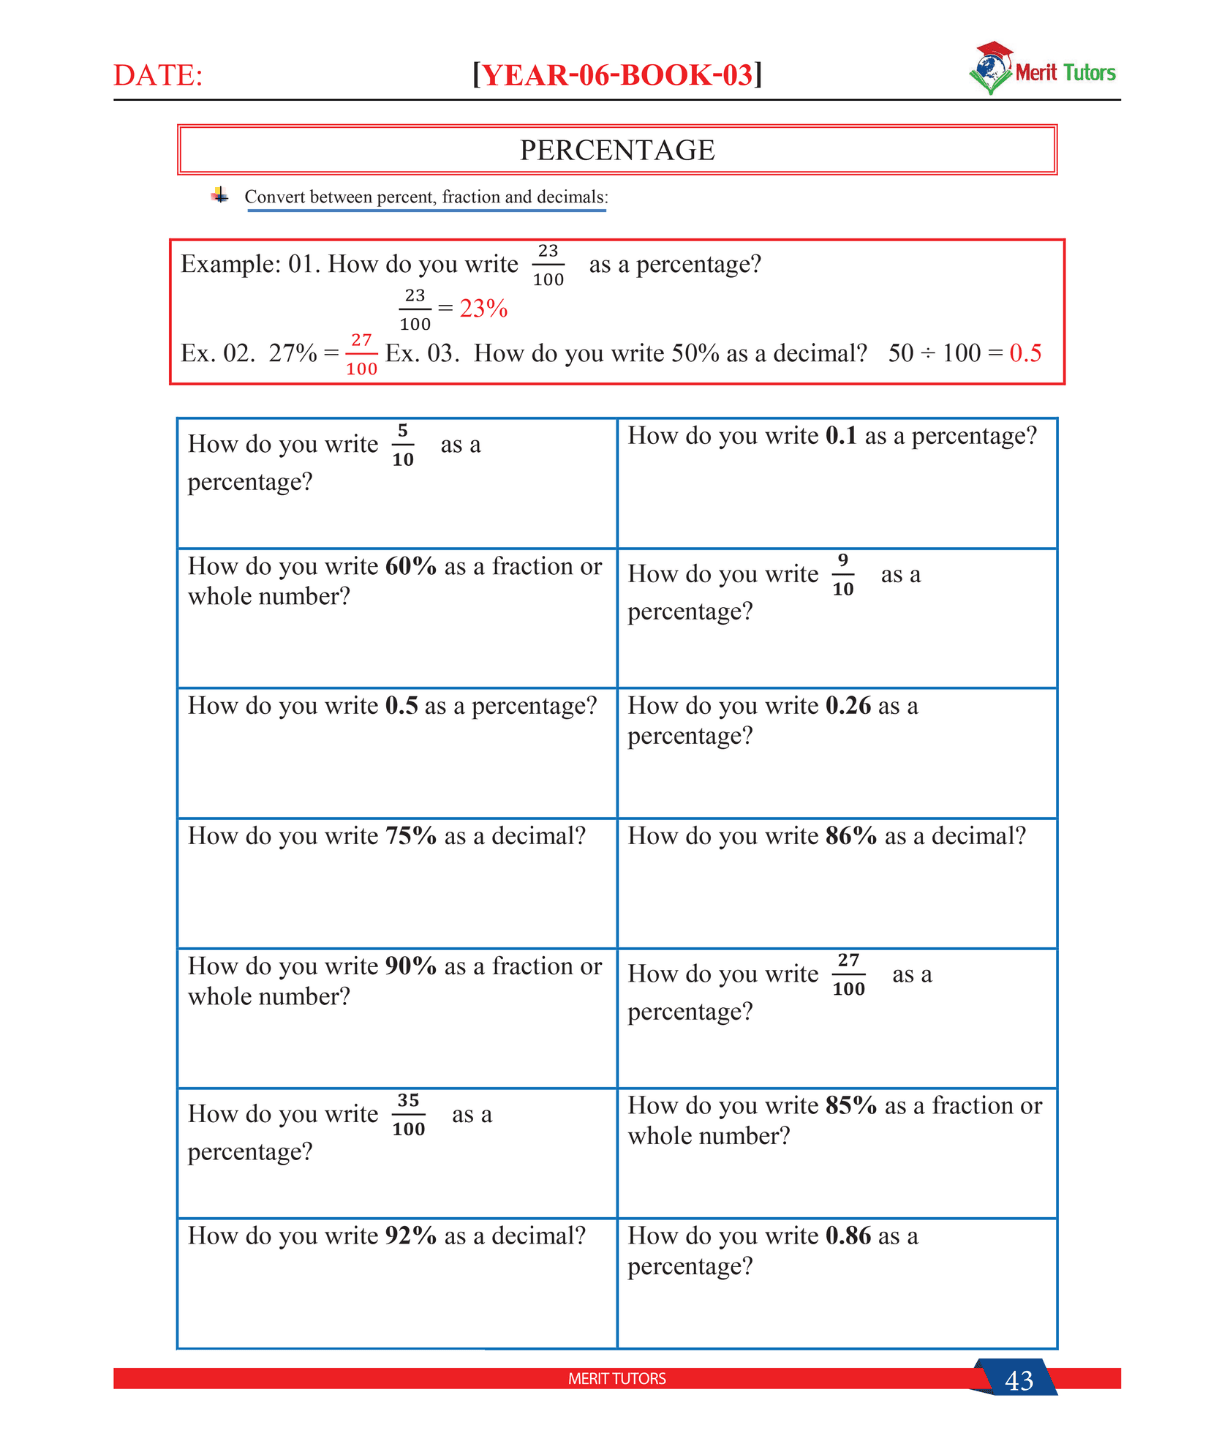 DATE:
[YEAR-06-BOOK-03]
Merit Tutors
PERCENTAGE
Convert between percent, fraction and decimals:
Example: 01. How do you write 23/100 as a percentage?
23/100 = 23%
Ex. 02. 27% = 27/100 Ex. 03. How do you write 50% as a decimal? 50 ÷ 100 = 0.5
How do you write 5/10 as a
percentage?
How do you write 0.1 as a percentage?
How do you write 60% as a fraction or
whole number?
How do you write 9/10 as a
percentage?
How do you write 0.5 as a percentage?
How do you write 0.26 as a
percentage?
How do you write 75% as a decimal?
How do you write 86% as a decimal?
How do you write 90% as a fraction or
whole number?
How do you write 27/100 as a
percentage?
How do you write 35/100 as a
percentage?
How do you write 85% as a fraction or
whole number?
How do you write 92% as a decimal?
How do you write 0.86 as a
percentage?
MERIT TUTORS
43